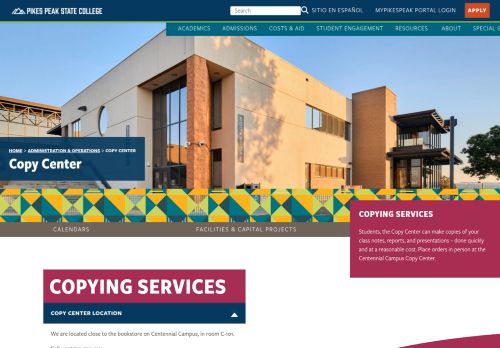 PIKES PEAK STATE COLLEGE
Search
SITIO EN ESPAÑOL
MYPIKESPEAK PORTAL LOGIN
APPLY
ACADEMICS
ADMISSIONS
COSTS & AID
STUDENT ENGAGEMENT
RESOURCES
ABOUT
SPECIAL &
HOME > ADMINISTRATION & OPERATIONS > COPY CENTER
Copy Center
CALENDARS
FACILITIES & CAPITAL PROJECTS
COPYING SERVICES
Students, the Copy Center can make copies of your
class notes, reports, and presentations – done quickly
and at a reasonable cost. Place orders in person at the
Centennial Campus Copy Center.
COPYING SERVICES
COPY CENTER LOCATION
We are located close to the bookstore on Centennial Campus, in room C-101.